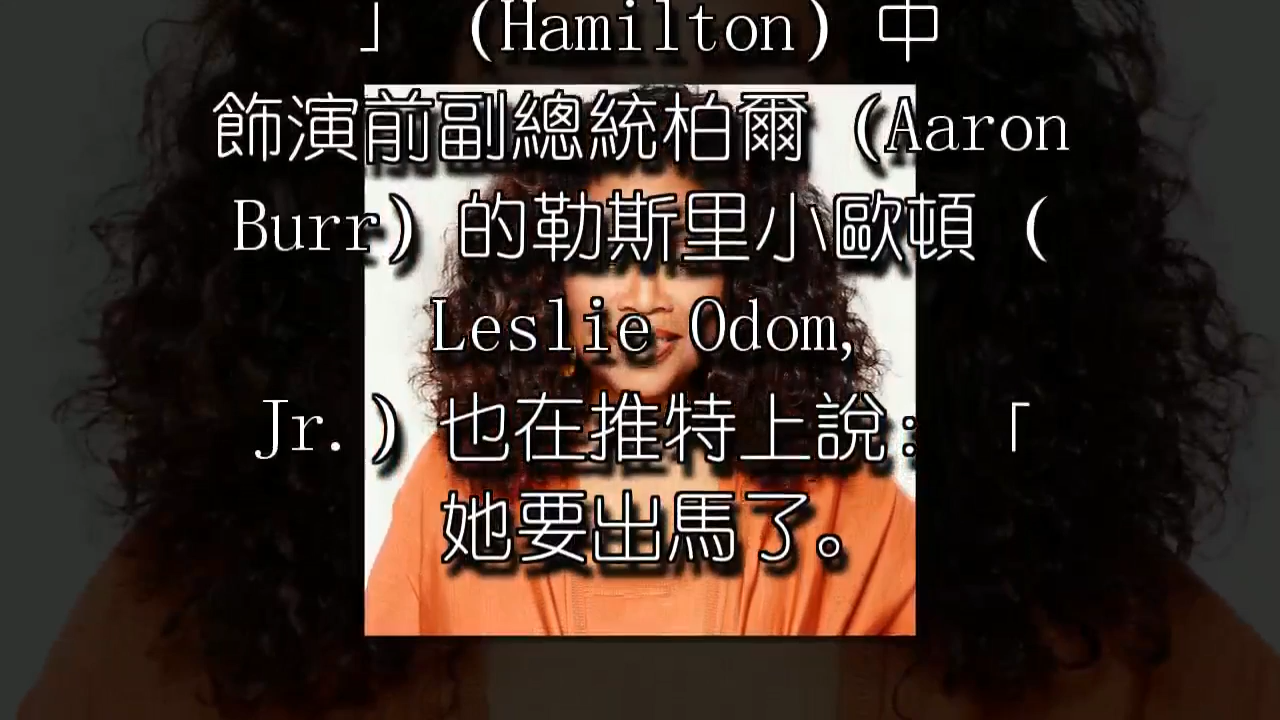 」 (Hamilton) 中
飾演前副總統柏爾 (Aaron
Burr) 的勒斯里小歐頓 (
Leslie Odom,
Jr.) 也在推特上說: 「
她要出馬了。